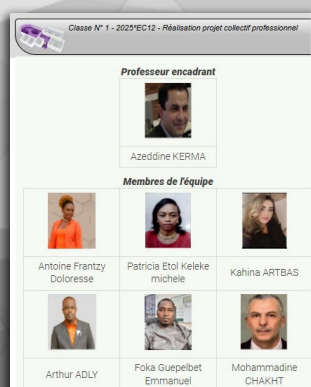 Classe N° 1 - 2025*EC12 - Réalisation projet collectif professionnel
Professeur encadrant
Azeddine KERMA
Membres de l'équipe
Antoine Frantzy
Doloresse
Patricia Etol Keleke
michele
Kahina ARTBAS
Arthur ADLY
Foka Guepelbet
Emmanuel
Mohammadine
CHAKHT